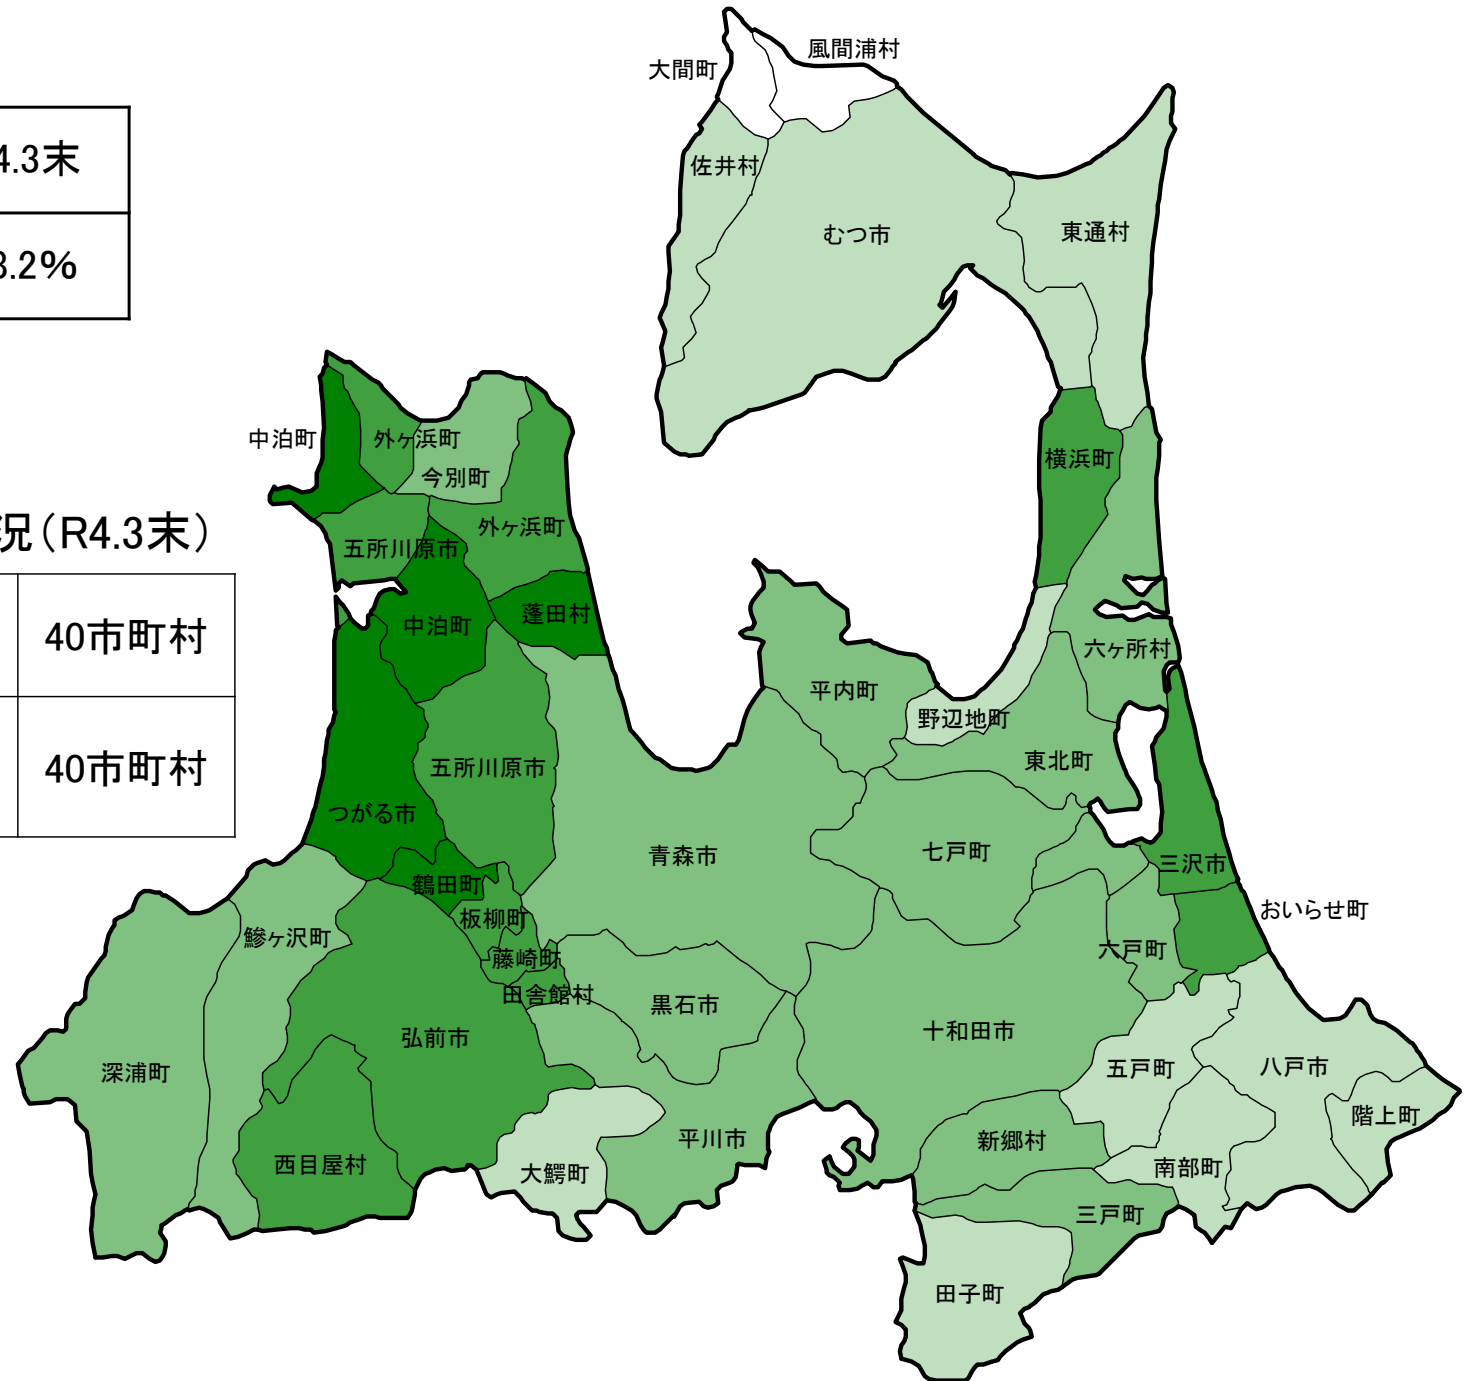 風間浦村
大間町
4.3末
佐井村
東通村
むつ市
3.2%
中泊町
外ヶ浜町
横浜町
今別町
況（R4.3末）
外ヶ浜町
五所川原市
蓬田村
中泊町
40市町村
六ヶ所村
平内町
野辺地町
東北町
40市町村
五所川原市
つがる市
青森市
七戸町
三沢市
鶴田町
おいらせ町
板柳町
鰺ヶ沢町
六戸町
藤崎町
田舎館村
黒石市
十和田市
弘前市
八戸市
五戸町
深浦町
階上町
平川市
新郷村
西目屋村
南部町
大鰐町
三戸町
田子町